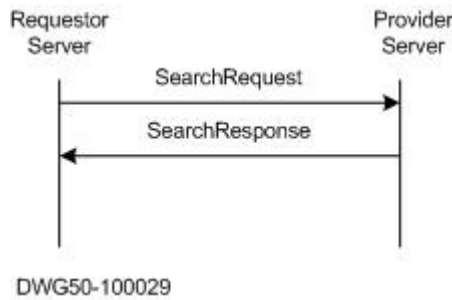 Requestor
Server
Provider
Server
SearchRequest
SearchResponse
DWG50-100029